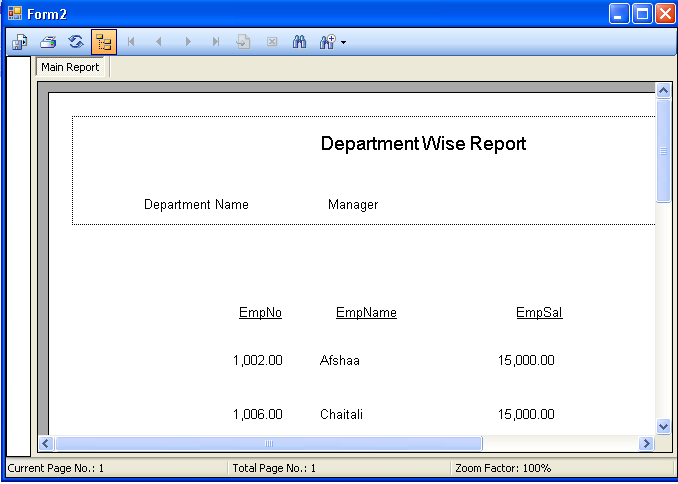 Form2
Main Report
Department Wise Report
Department Name Manager
EmpNo EmpName EmpSal
1,002.00 Afshaa 15,000.00
1,006.00 Chaitali 15,000.00
Current Page No.: 1 Total Page No.: 1 Zoom Factor: 100%